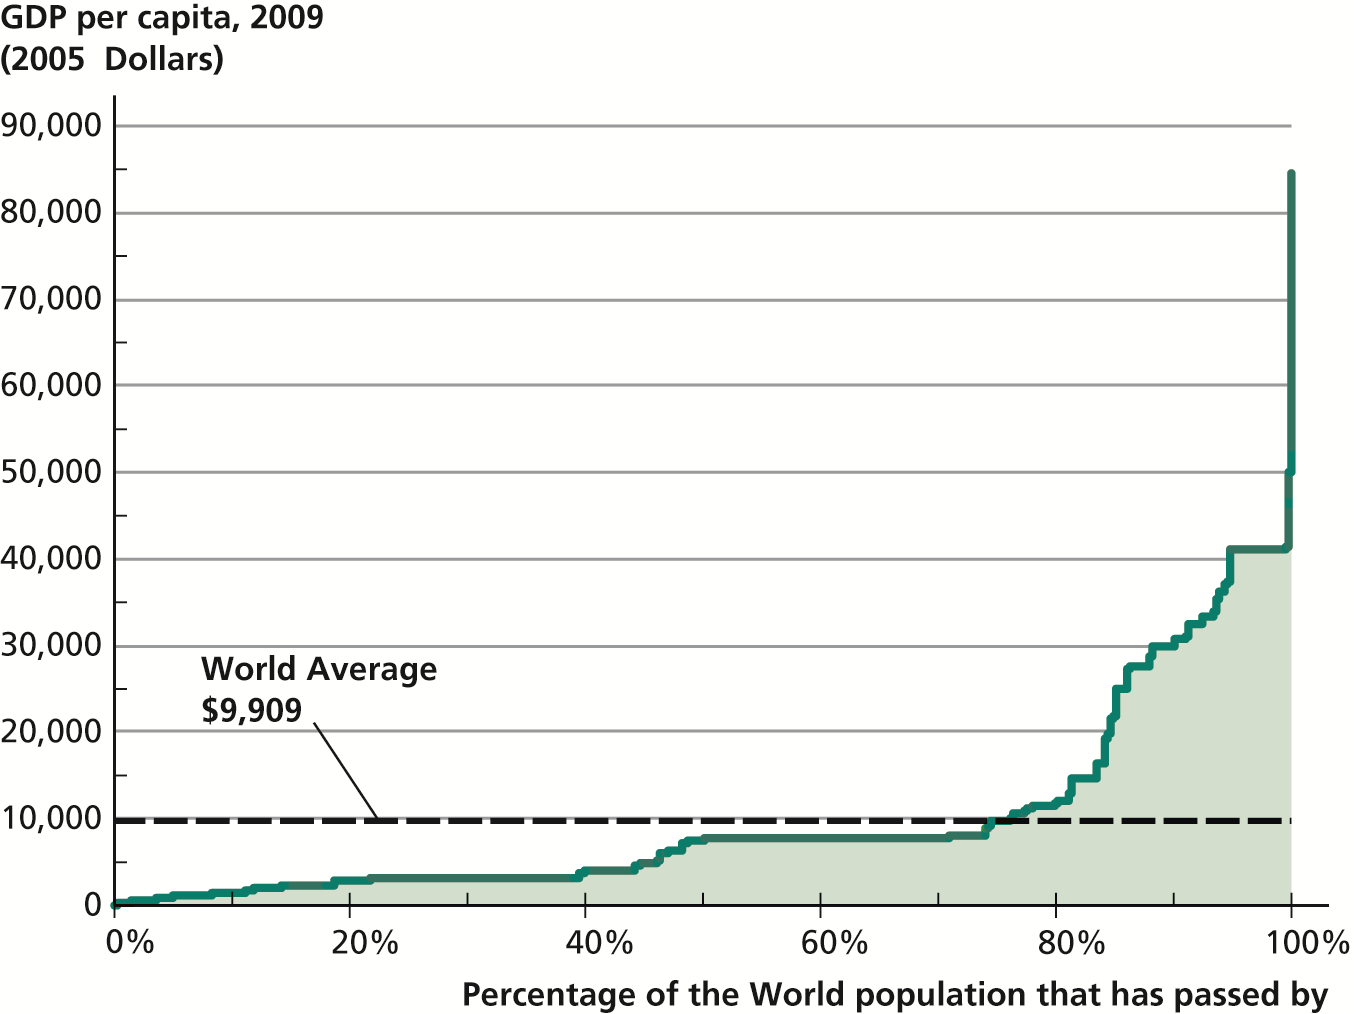 GDP per capita, 2009
(2005 Dollars)
90,000
80,000
70,000
60,000
50,000
40,000
30,000
World Average
$9,909
20,000
10,000
0
0% 20% 40% 60% 80% 100%
Percentage of the World population that has passed by